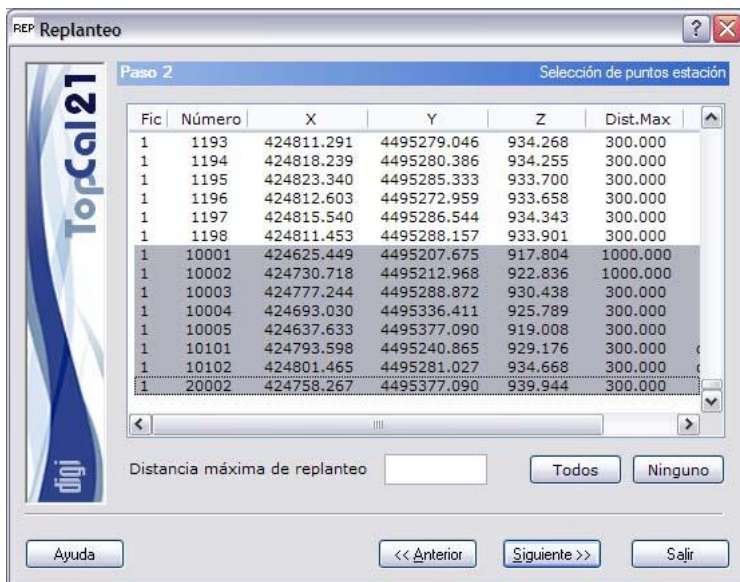 REP Replanteo
TopCal21
digi
Paso 2 Selección de puntos estación
Fic Número X Y Z Dist.Max
1 1193 424811.291 4495279.046 934.268 300.000
1 1194 424818.239 4495280.386 934.255 300.000
1 1195 424823.340 4495285.333 933.700 300.000
1 1196 424812.603 4495272.959 933.658 300.000
1 1197 424815.540 4495286.544 934.343 300.000
1 1198 424811.453 4495288.157 933.901 300.000
1 10001 424625.449 4495207.675 917.804 1000.000
1 10002 424730.718 4495212.968 922.836 1000.000
1 10003 424777.244 4495288.872 930.438 300.000
1 10004 424693.030 4495336.411 925.789 300.000
1 10005 424637.633 4495377.090 919.008 300.000
1 10101 424793.598 4495240.865 929.176 300.000
1 10102 424801.465 4495281.027 934.668 300.000
1 20002 424758.267 4495377.090 939.944 300.000
Distancia máxima de replanteo Todos Ninguno
Ayuda << Anterior Siguiente >> Salir